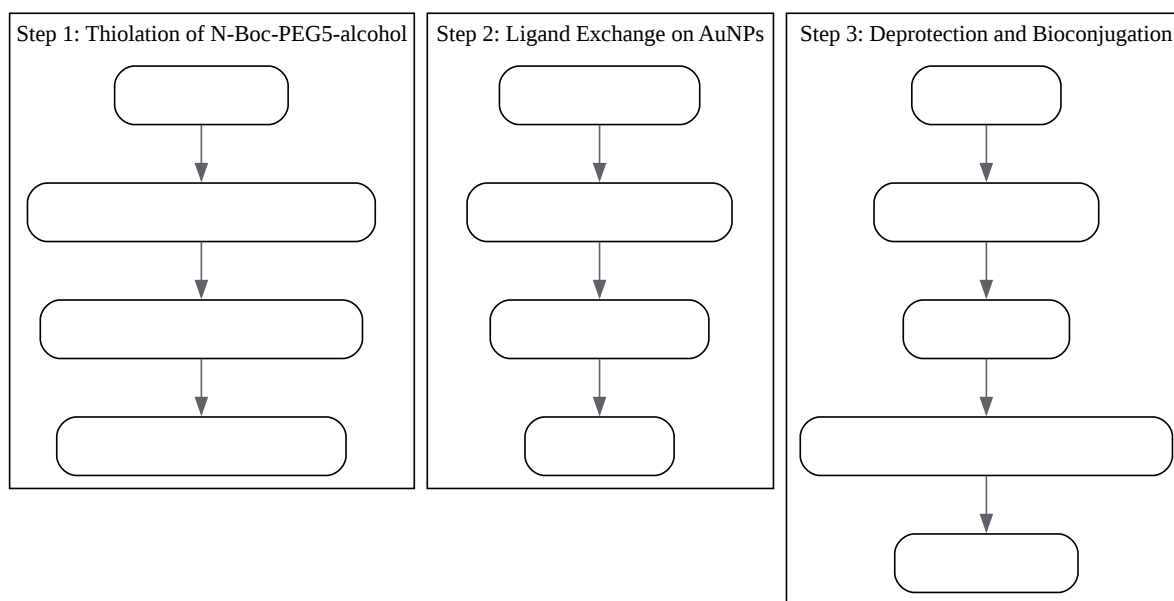 Step 1: Thiolation of N-Boc-PEG5-alcohol
Step 2: Ligand Exchange on AuNPs
Step 3: Deprotection and Bioconjugation